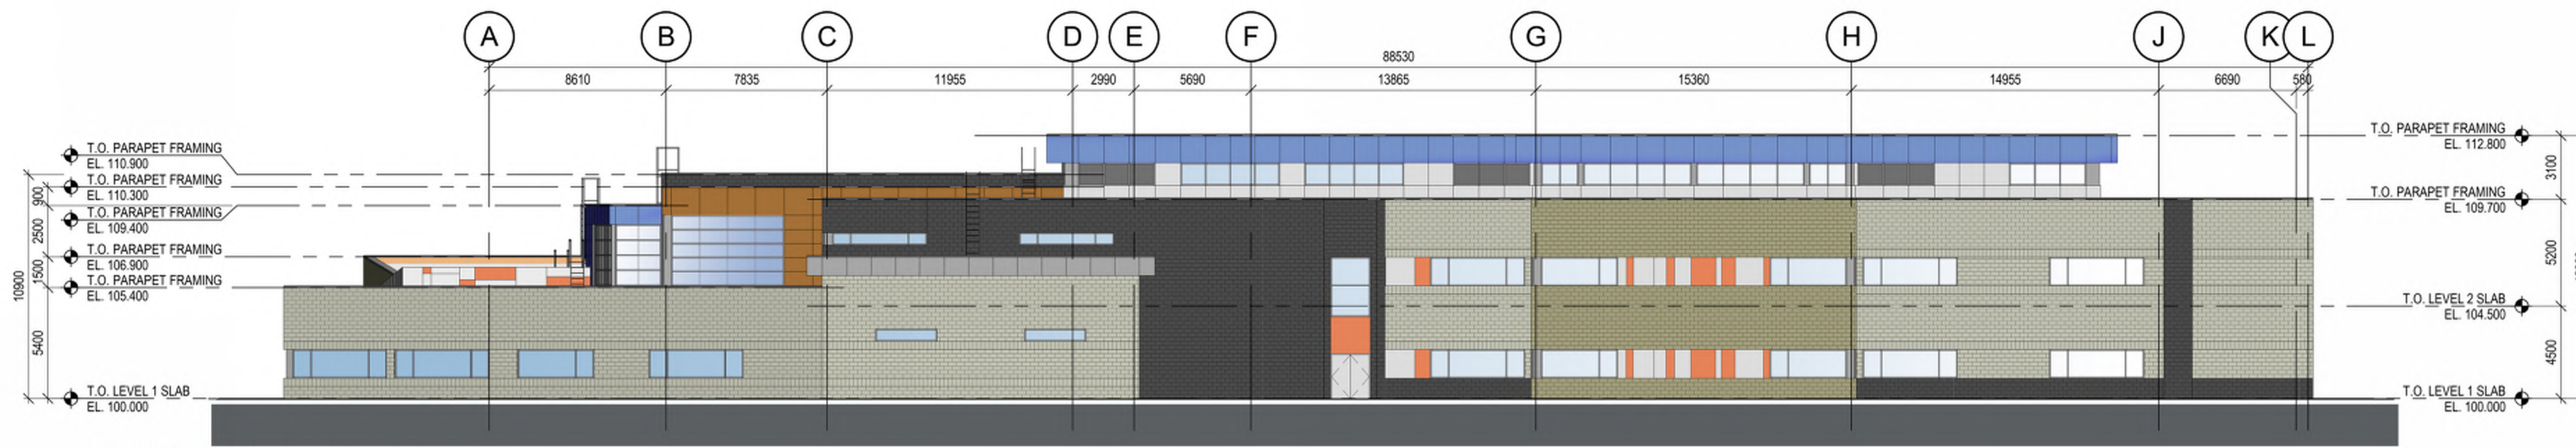 A B C D E F G H J K L
88530
8610 7835 11955 2990 5690 13865 15360 14955 6690 580
T.O. PARAPET FRAMING
EL. 110.900
T.O. PARAPET FRAMING
EL. 110.300
T.O. PARAPET FRAMING
EL. 109.400
T.O. PARAPET FRAMING
EL. 106.900
T.O. PARAPET FRAMING
EL. 105.400
T.O. LEVEL 1 SLAB
EL. 100.000
900
2500
1500
5400
10900
T.O. PARAPET FRAMING
EL. 112.800
T.O. PARAPET FRAMING
EL. 109.700
T.O. LEVEL 2 SLAB
EL. 104.500
T.O. LEVEL 1 SLAB
EL. 100.000
3100
5200
4500